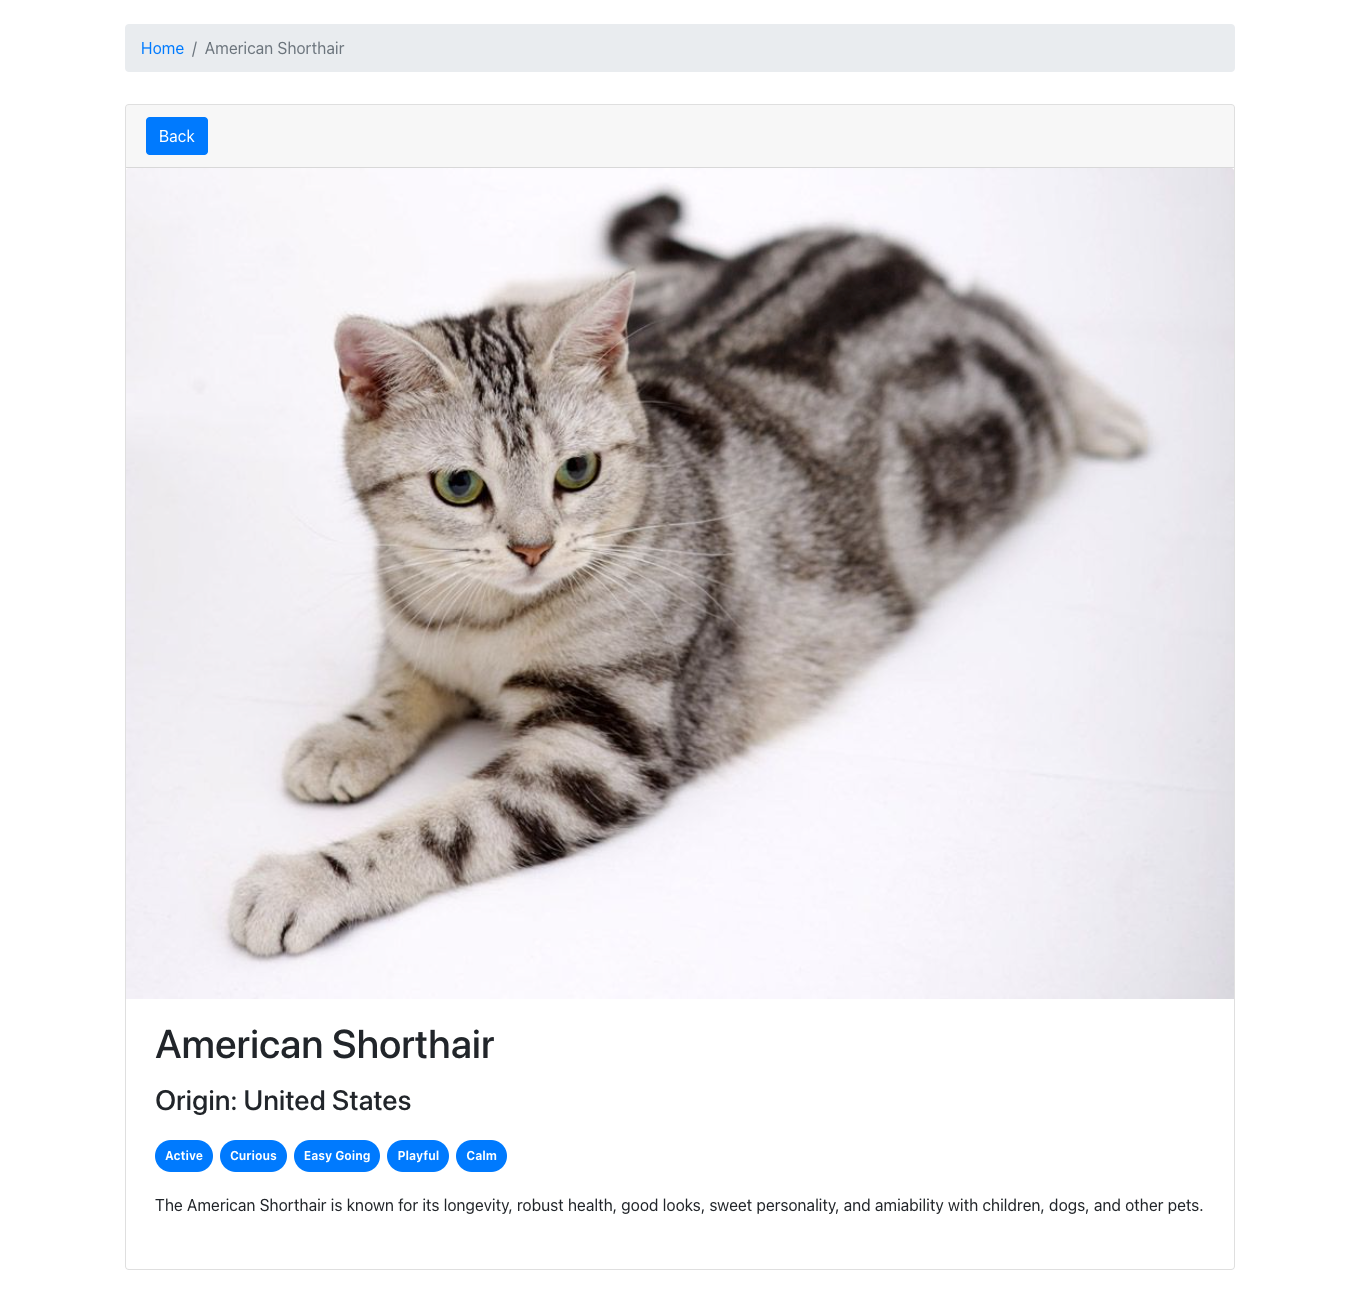 Home / American Shorthair
Back
American Shorthair
Origin: United States
Active Curious Easy Going Playful Calm
The American Shorthair is known for its longevity, robust health, good looks, sweet personality, and amiability with children, dogs, and other pets.